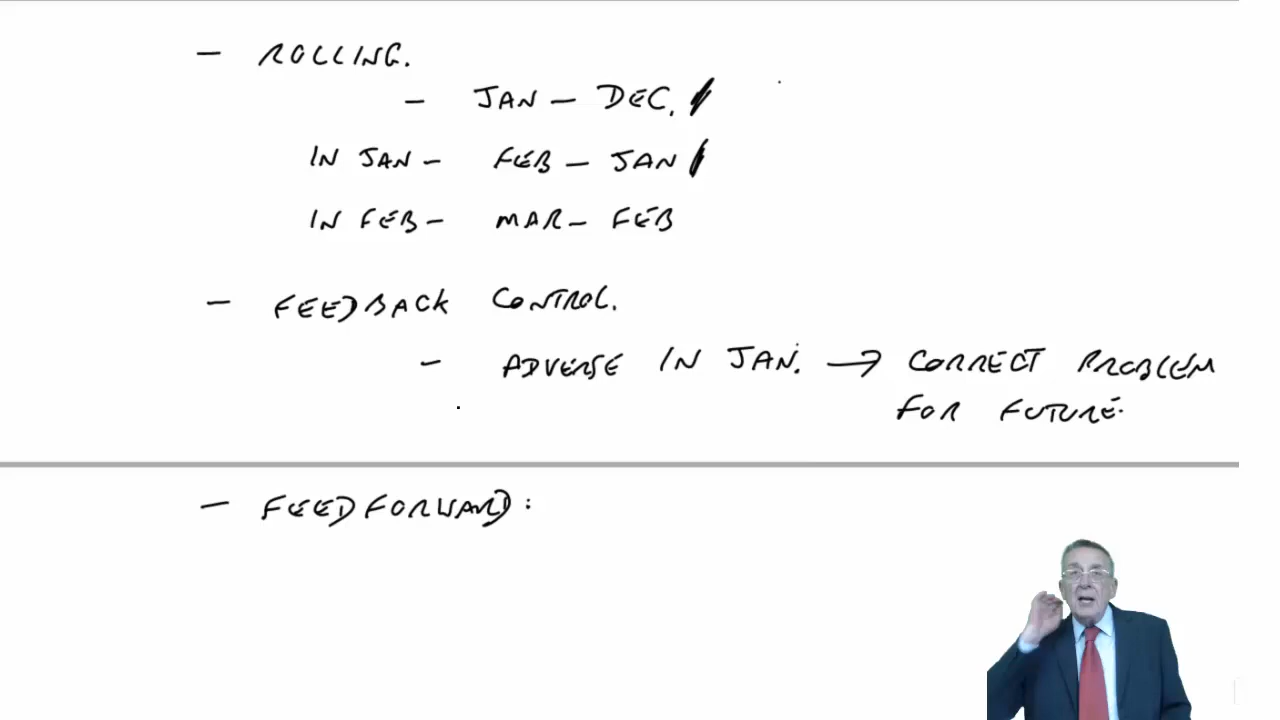 - ROLLING.
- JAN - DEC.
IN JAN - FEB - JAN
IN FEB - MAR - FEB
- FEEDBACK CONTROL.
- ADVERSE IN JAN. → CORRECT PROBLEM
FOR FUTURE.
- FEEDFORWARD: